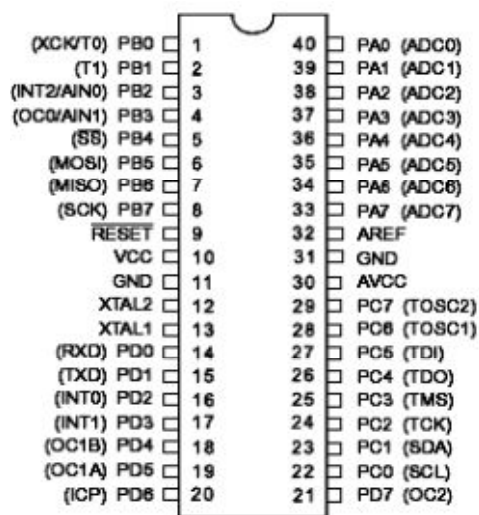 (XCK/T0) PB0 1 40 PA0 (ADC0)
(T1) PB1 2 39 PA1 (ADC1)
(INT2/AIN0) PB2 3 38 PA2 (ADC2)
(OC0/AIN1) PB3 4 37 PA3 (ADC3)
(SS) PB4 5 36 PA4 (ADC4)
(MOSI) PB5 6 35 PA5 (ADC5)
(MISO) PB6 7 34 PA6 (ADC6)
(SCK) PB7 8 33 PA7 (ADC7)
RESET 9 32 AREF
VCC 10 31 GND
GND 11 30 AVCC
XTAL2 12 29 PC7 (TOSC2)
XTAL1 13 28 PC6 (TOSC1)
(RXD) PD0 14 27 PC5 (TDI)
(TXD) PD1 15 26 PC4 (TDO)
(INT0) PD2 16 25 PC3 (TMS)
(INT1) PD3 17 24 PC2 (TCK)
(OC1B) PD4 18 23 PC1 (SDA)
(OC1A) PD5 19 22 PC0 (SCL)
(ICP) PD6 20 21 PD7 (OC2)